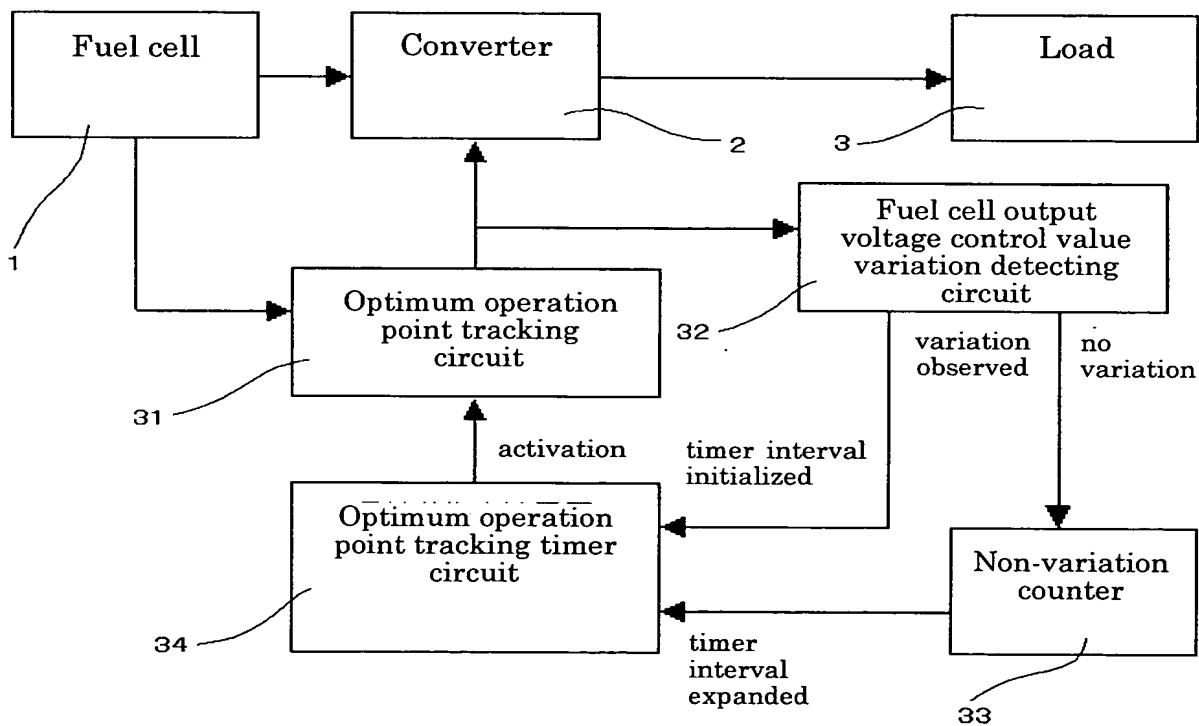 Fuel cell
Converter
Load
1
2
3
Fuel cell output
voltage control value
variation detecting
circuit
32
Optimum operation
point tracking
circuit
31
variation
observed
no
variation
activation
timer interval
initialized
Optimum operation
point tracking timer
circuit
34
Non-variation
counter
33
timer
interval
expanded